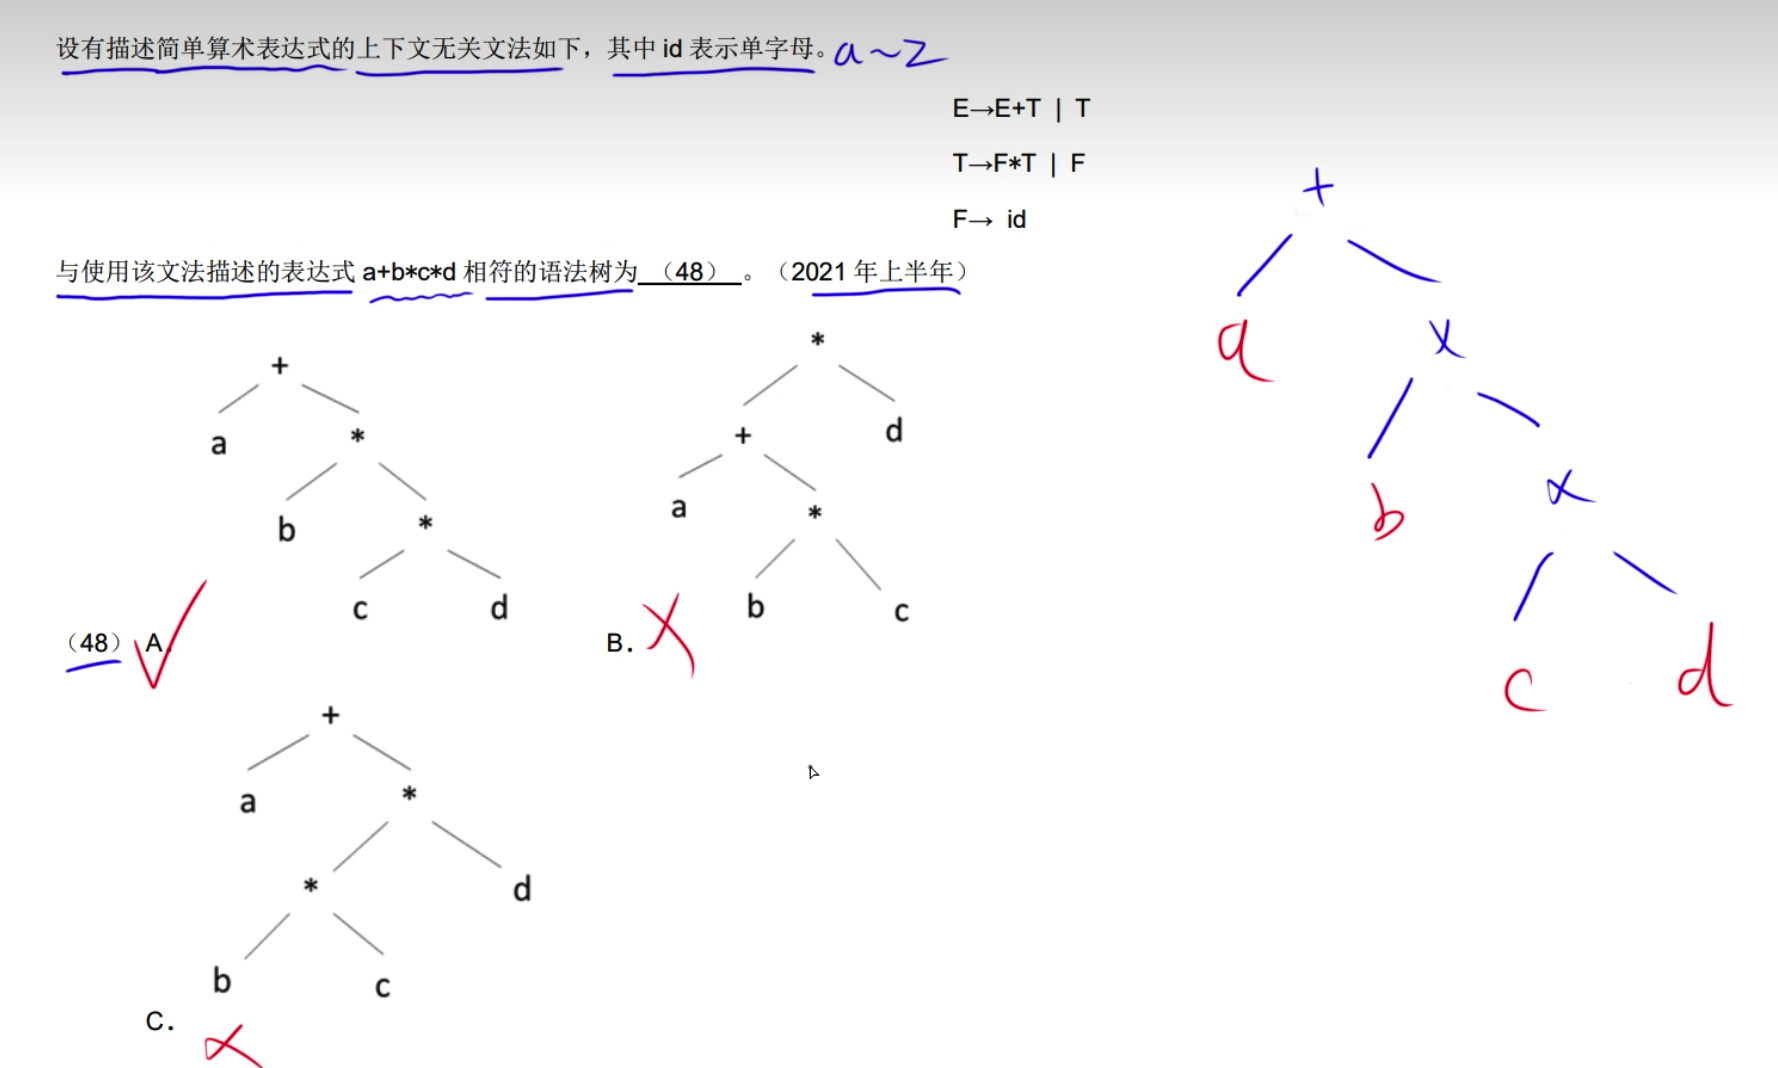 设有描述简单算术表达式的上下文无关文法如下，其中 id 表示单字母。a~z
E→E+T | T
T→F*T | F
F→ id
与使用该文法描述的表达式 a+b*c*d 相符的语法树为 （48） 。（2021 年上半年）
+
a
*
b
*
c
d
（48） A
*
+
d
a
*
b
c
B.
+
a
*
*
d
b
c
C.
+
a
x
b
x
c
d